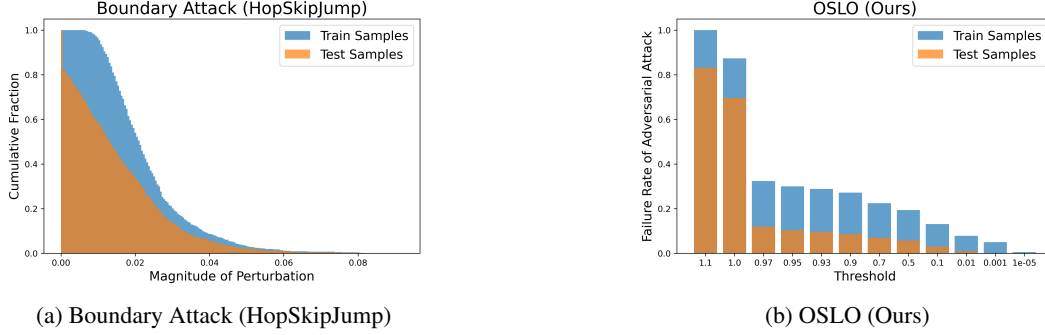 Boundary Attack (HopSkipJump)
Train Samples
Test Samples
Cumulative Fraction
1.0
0.8
0.6
0.4
0.2
0.0
0.00 0.02 0.04 0.06 0.08
Magnitude of Perturbation
(a) Boundary Attack (HopSkipJump)
OSLO (Ours)
Train Samples
Test Samples
Failure Rate of Adversarial Attack
1.0
0.8
0.6
0.4
0.2
0.0
1.1 1.0 0.97 0.95 0.93 0.9 0.7 0.5 0.1 0.01 0.001 1e-05
Threshold
(b) OSLO (Ours)